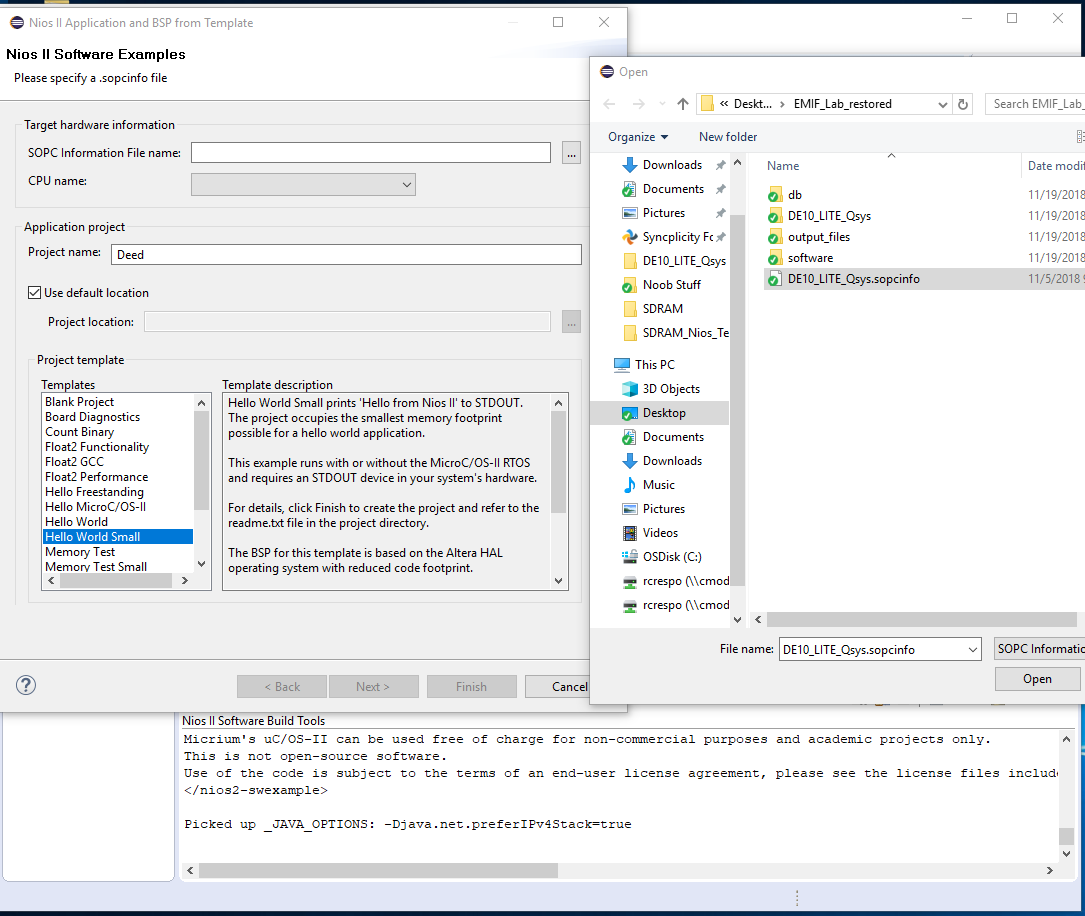 Nios II Application and BSP from Template
Nios II Software Examples
Please specify a .sopcinfo file
Target hardware information
SOPC Information File name:
...
CPU name:
Application project
Project name:
Deed
Use default location
Project location:
...
Project template
Templates
Blank Project
Board Diagnostics
Count Binary
Float2 Functionality
Float2 GCC
Float2 Performance
Hello Freestanding
Hello MicroC/OS-II
Hello World
Hello World Small
Memory Test
Memory Test Small
Template description
Hello World Small prints 'Hello from Nios II' to STDOUT.
The project occupies the smallest memory footprint
possible for a hello world application.
This example runs with or without the MicroC/OS-II RTOS
and requires an STDOUT device in your system's hardware.
For details, click Finish to create the project and refer to the
readme.txt file in the project directory.
The BSP for this template is based on the Altera HAL
operating system with reduced code footprint.
?
< Back
Next >
Finish
Cancel
Open
« Deskt... › EMIF_Lab_restored
Search EMIF_Lab_
Organize
New folder
Downloads
Documents
Pictures
Syncplicity Fc
DE10_LITE_Qsys
Noob Stuff
SDRAM
SDRAM_Nios_Te
This PC
3D Objects
Desktop
Documents
Downloads
Music
Pictures
Videos
OSDisk (C:)
rcrespo (\\cmod
rcrespo (\\cmod
Name Date modi
db 11/19/2018
DE10_LITE_Qsys 11/19/2018
output_files 11/19/2018
software 11/19/2018
DE10_LITE_Qsys.sopcinfo 11/5/2018 9
File name:
DE10_LITE_Qsys.sopcinfo
SOPC Informatio
Open
Nios II Software Build Tools
Micrium's uC/OS-II can be used free of charge for non-commercial purposes and academic projects only.
This is not open-source software.
Use of the code is subject to the terms of an end-user license agreement, please see the license files include
</nios2-swexample>
Picked up _JAVA_OPTIONS: -Djava.net.preferIPv4Stack=true